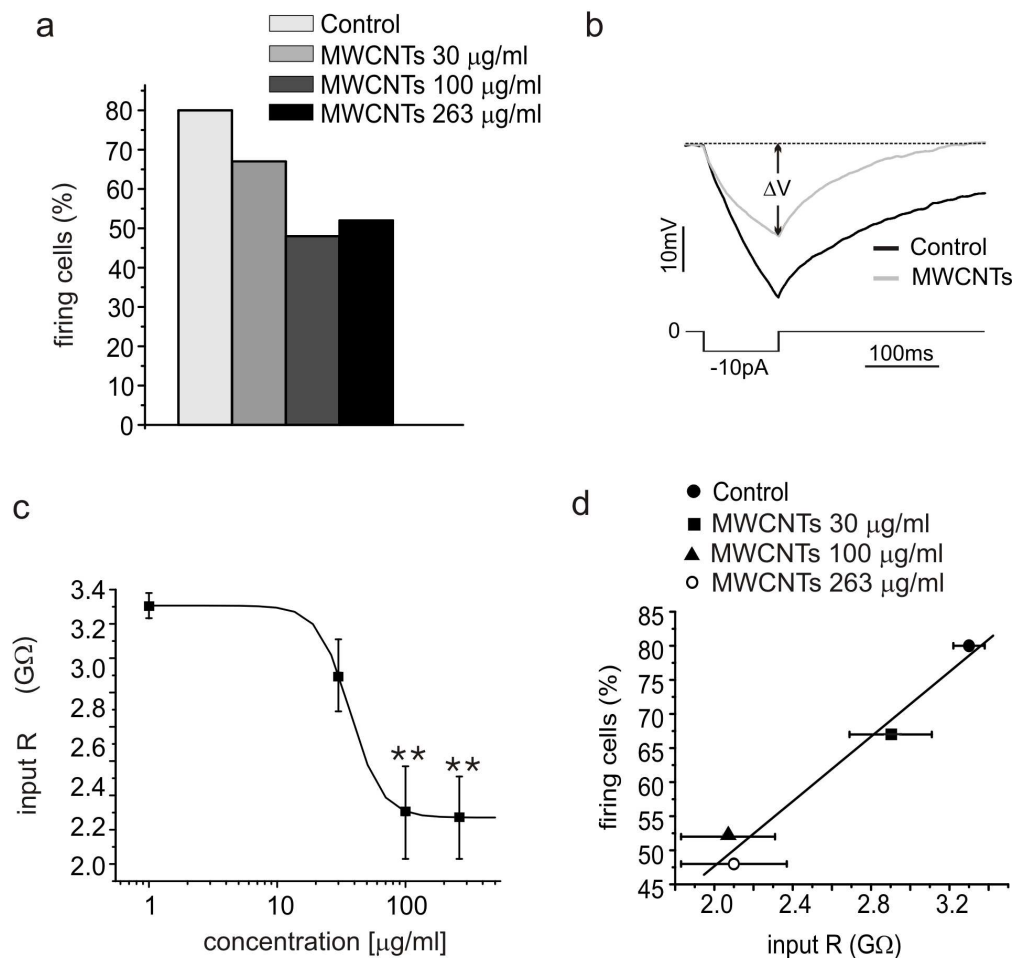 a
Control
MWCNTs 30 μg/ml
MWCNTs 100 μg/ml
MWCNTs 263 μg/ml
firing cells (%)
80
70
60
50
40
30
20
10
0
b
ΔV
10mV
Control
MWCNTs
0
-10pA
100ms
c
input R (GΩ)
3.4
3.2
3.0
2.8
2.6
2.4
2.2
2.0
** **
1 10 100
concentration [μg/ml]
d
Control
MWCNTs 30 μg/ml
MWCNTs 100 μg/ml
MWCNTs 263 μg/ml
firing cells (%)
85
80
75
70
65
60
55
50
45
2.0 2.4 2.8 3.2
input R (GΩ)